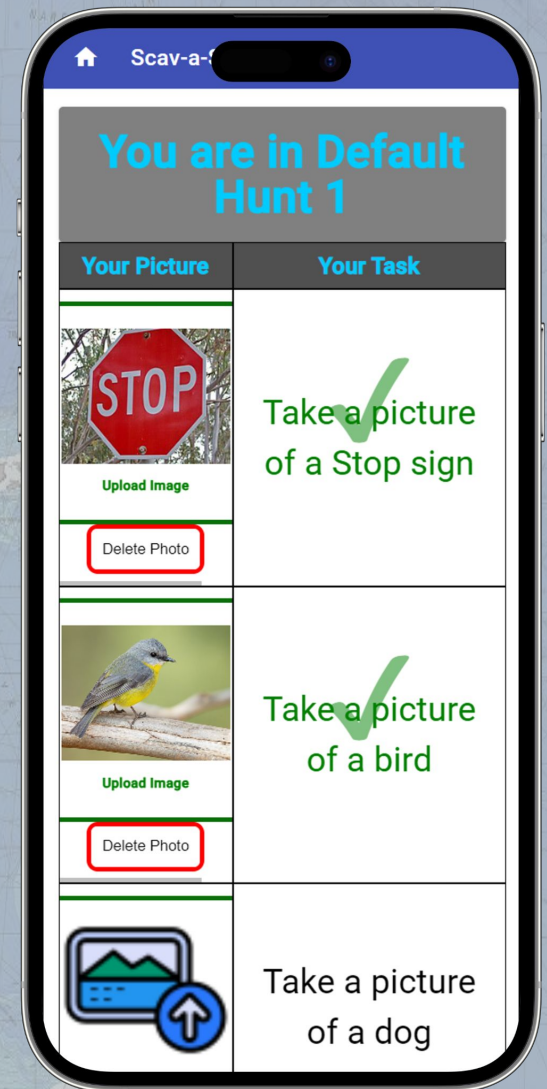 Scav-a-
You are in Default
Hunt 1
Your Picture
Your Task
STOP
Upload Image
Delete Photo
Take a picture
of a Stop sign
Upload Image
Delete Photo
Take a picture
of a bird
Take a picture
of a dog